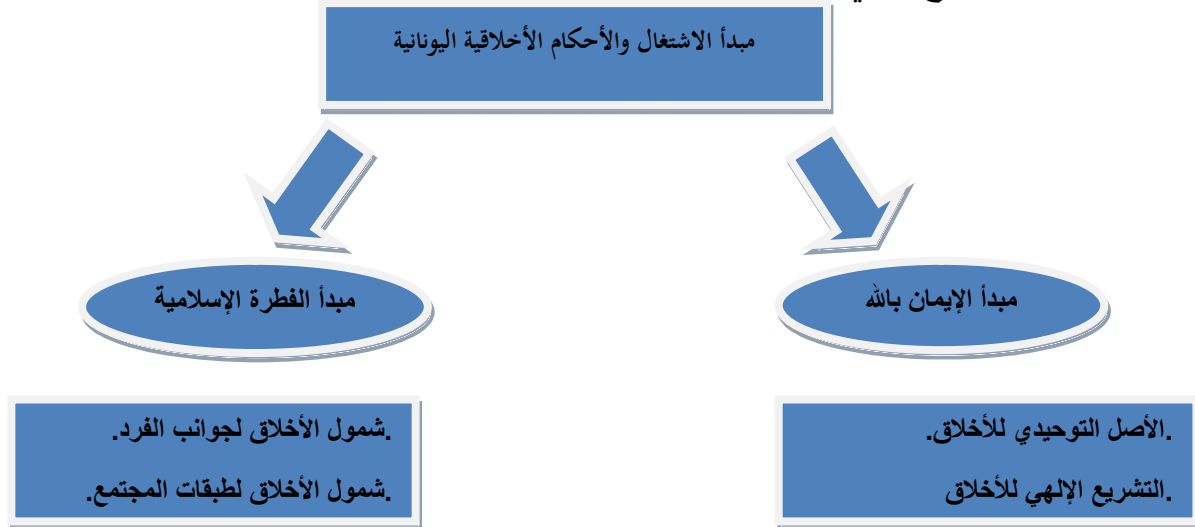 مبدأ الاشتغال والأحكام الأخلاقية اليونانية
مبدأ الإيمان بالله
مبدأ الفطرة الإسلامية
.الأصل التوحيدي للأخلاق.
.التشريع الإلهي للأخلاق
.شمول الأخلاق لجوانب الفرد.
.شمول الأخلاق لطبقات المجتمع.